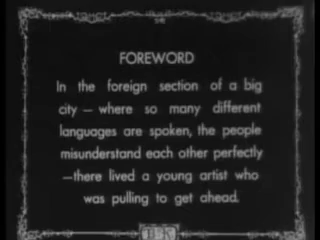 FOREWORD
In the foreign section of a big
city — where so many different
languages are spoken, the people
misunderstand each other perfectly
—there lived a young artist who
was pulling to get ahead.